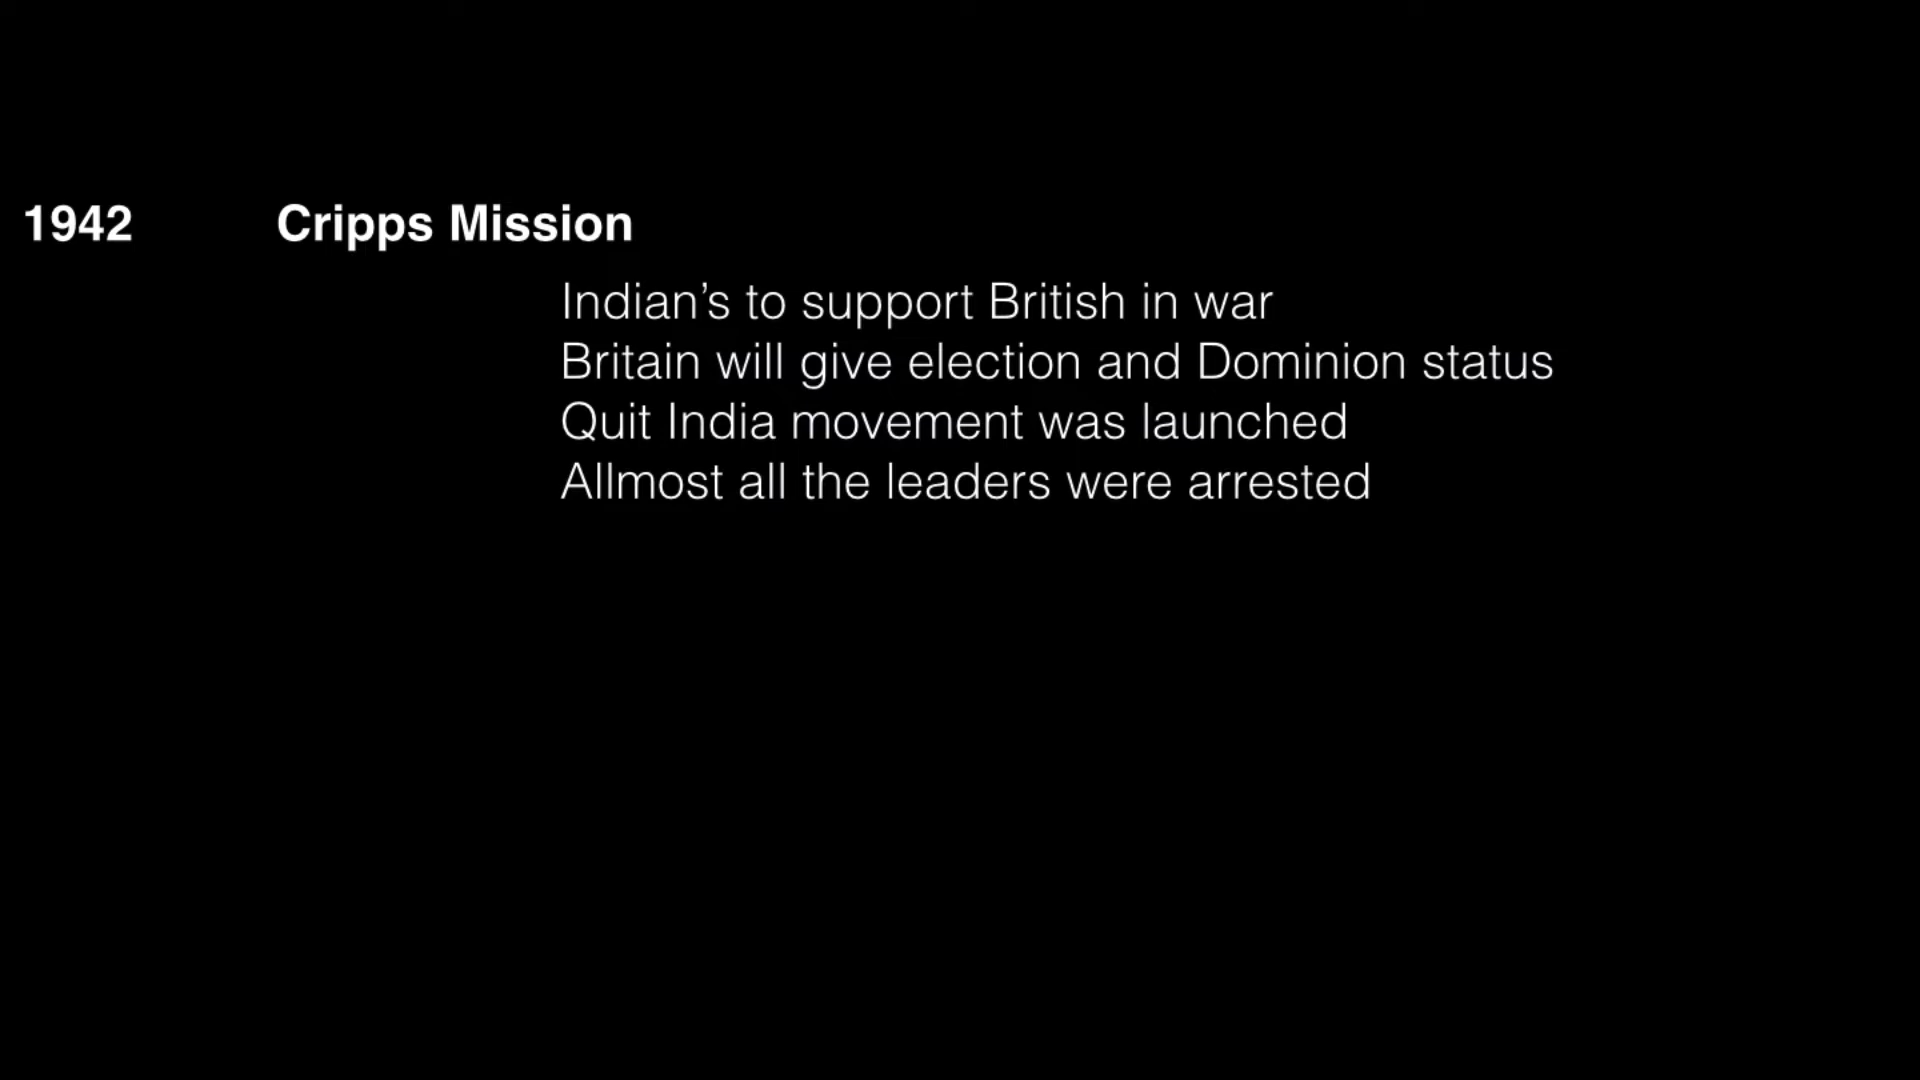 1942 Cripps Mission
Indian’s to support British in war
Britain will give election and Dominion status
Quit India movement was launched
Allmost all the leaders were arrested